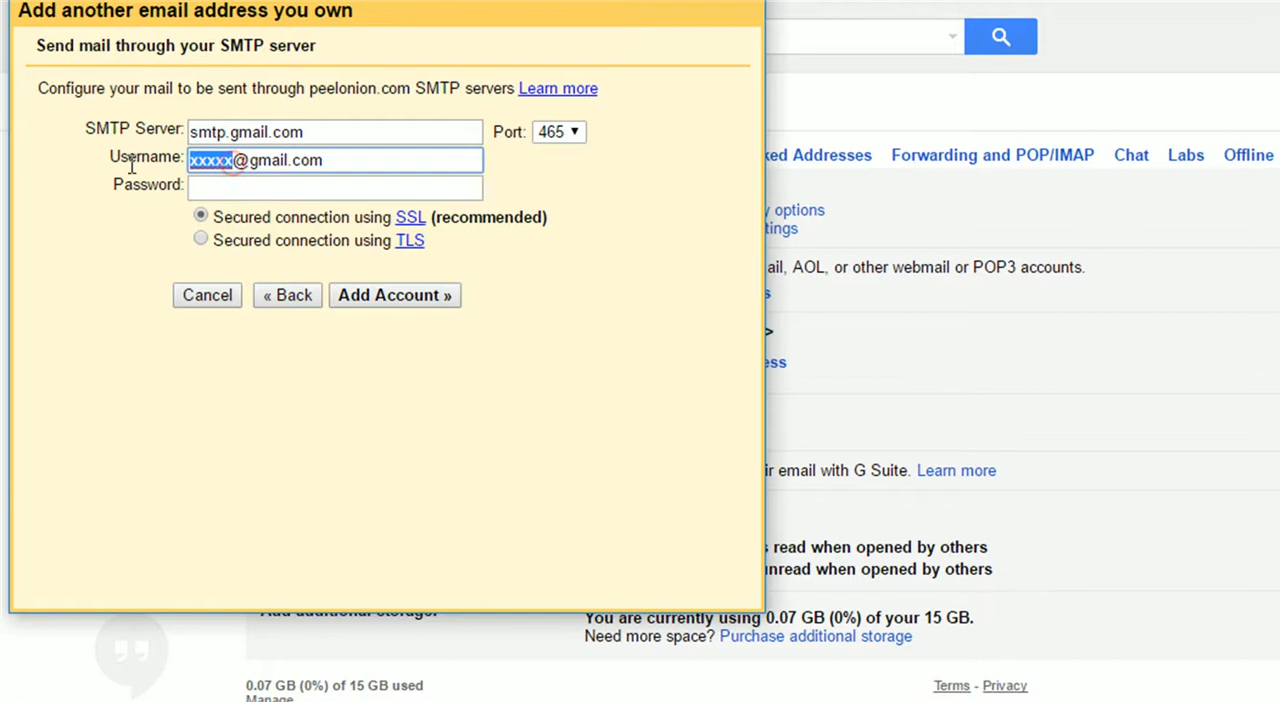 Add another email address you own
Send mail through your SMTP server
Configure your mail to be sent through peelonion.com SMTP servers Learn more
SMTP Server: smtp.gmail.com Port: 465
Username: xxxxx@gmail.com
Password:
Secured connection using SSL (recommended)
Secured connection using TLS
Cancel « Back Add Account »
ked Addresses Forwarding and POP/IMAP Chat Labs Offline
y options
tings
ail, AOL, or other webmail or POP3 accounts.
s
>
ess
ir email with G Suite. Learn more
s read when opened by others
unread when opened by others
Add additional storage:
You are currently using 0.07 GB (0%) of your 15 GB.
Need more space? Purchase additional storage
0.07 GB (0%) of 15 GB used
Manage
Terms - Privacy